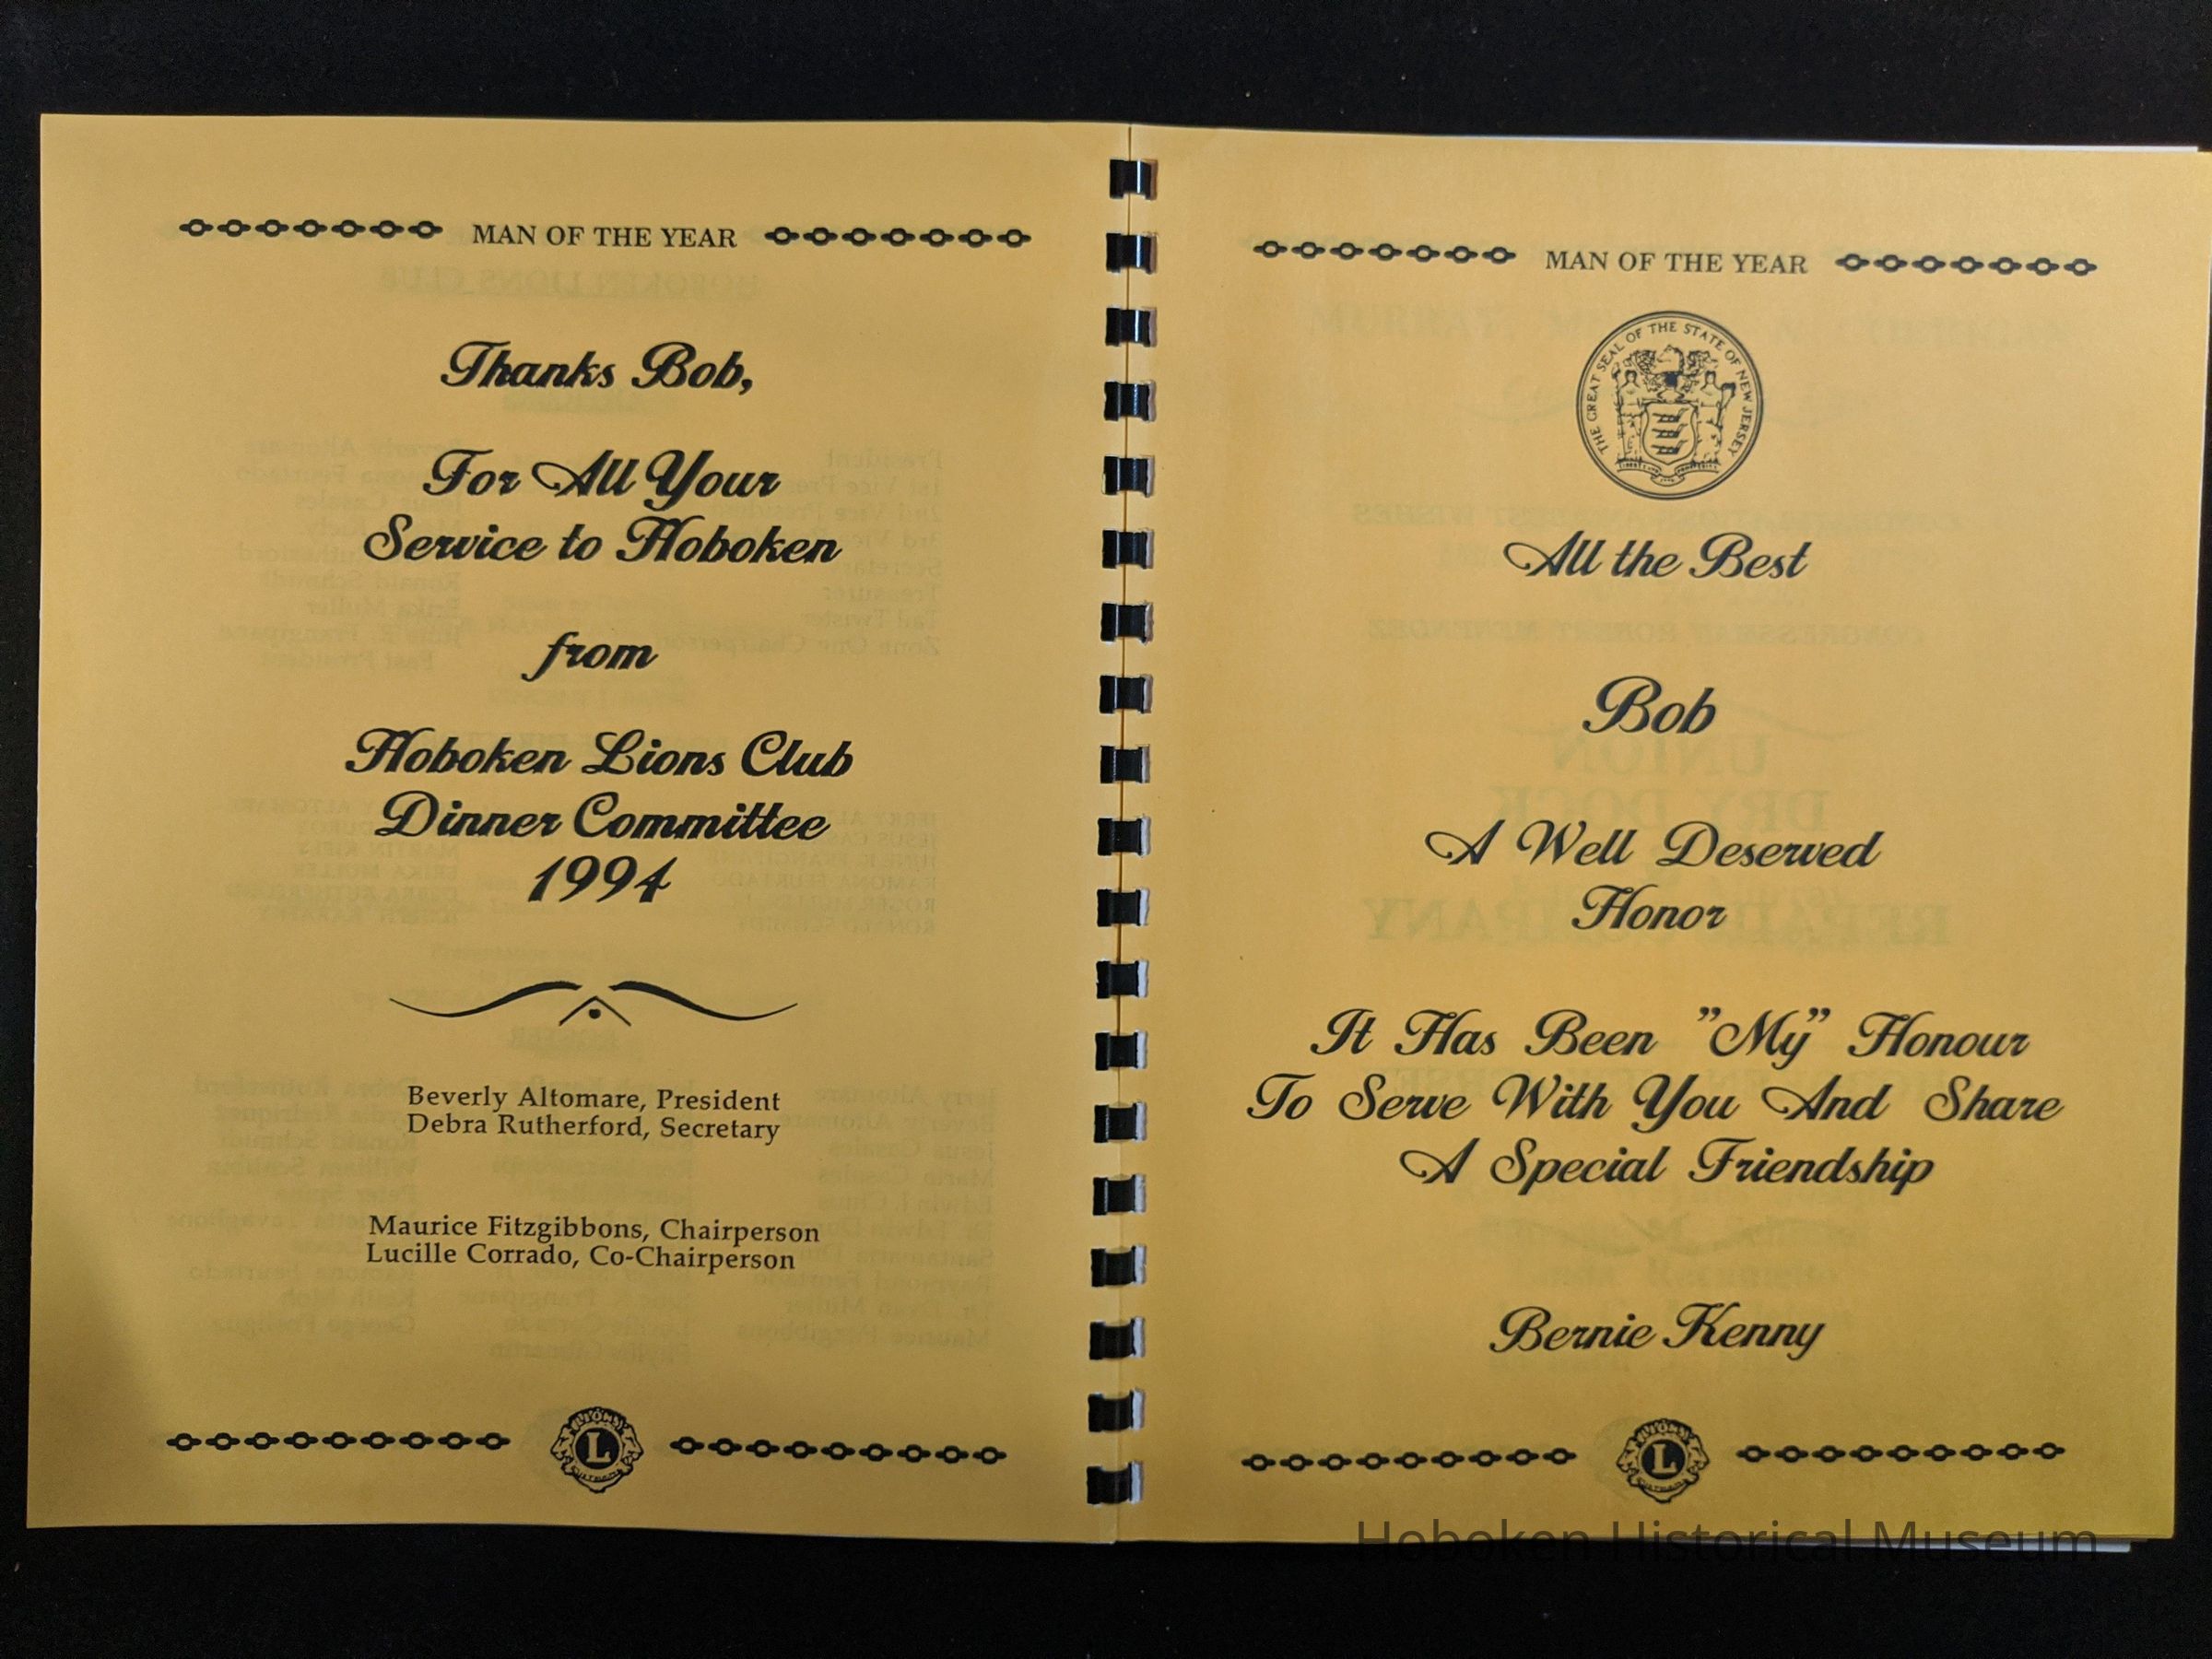 MAN OF THE YEAR
Thanks Bob,
For All Your
Service to Hoboken
from
Hoboken Lions Club
Dinner Committee
1994
Beverly Altomare, President
Debra Rutherford, Secretary
Maurice Fitzgibbons, Chairperson
Lucille Corrado, Co-Chairperson
LIONS
L
MAN OF THE YEAR
THE GREAT SEAL OF THE STATE OF NEW JERSEY
All the Best
Bob
A Well Deserved
Honor
It Has Been "My" Honour
To Serve With You And Share
A Special Friendship
Bernie Kenny
LIONS
L
Hoboken Historical Museum